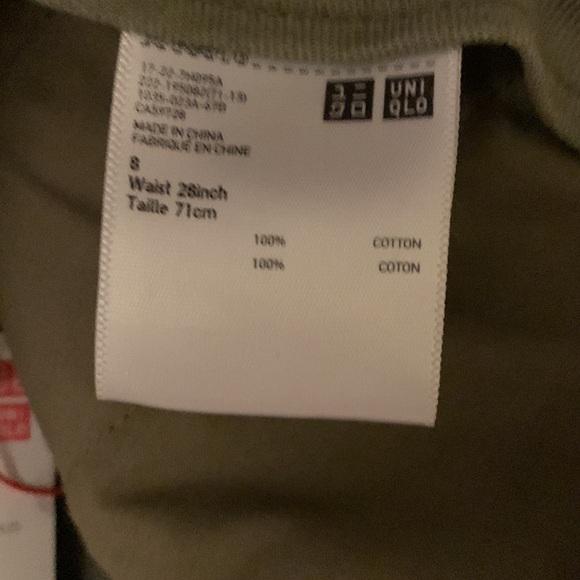 ユニ
クロ
UNI
QLO
CA59728
MADE IN CHINA
FABRIQUÉ EN CHINE
8
Waist 28inch
Taille 71cm
100% COTTON
100% COTON